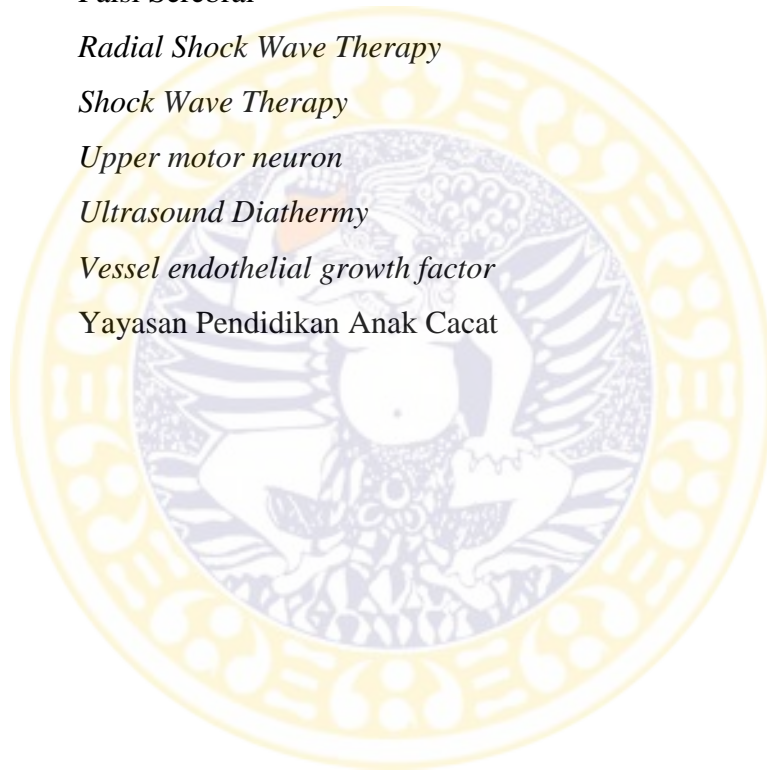 Radial Shock Wave Therapy
Shock Wave Therapy
Upper motor neuron
Ultrasound Diathermy
Vessel endothelial growth factor
Yayasan Pendidikan Anak Cacat